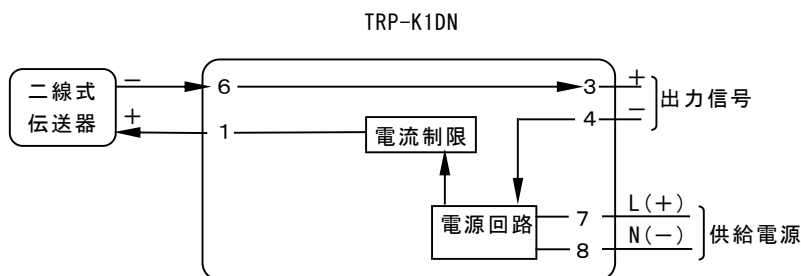 TRP-K1DN
二線式
伝送器
−
+
6
1
電流制限
電源回路
3
4
+
−
出力信号
7
8
L(+)
N(−)
供給電源